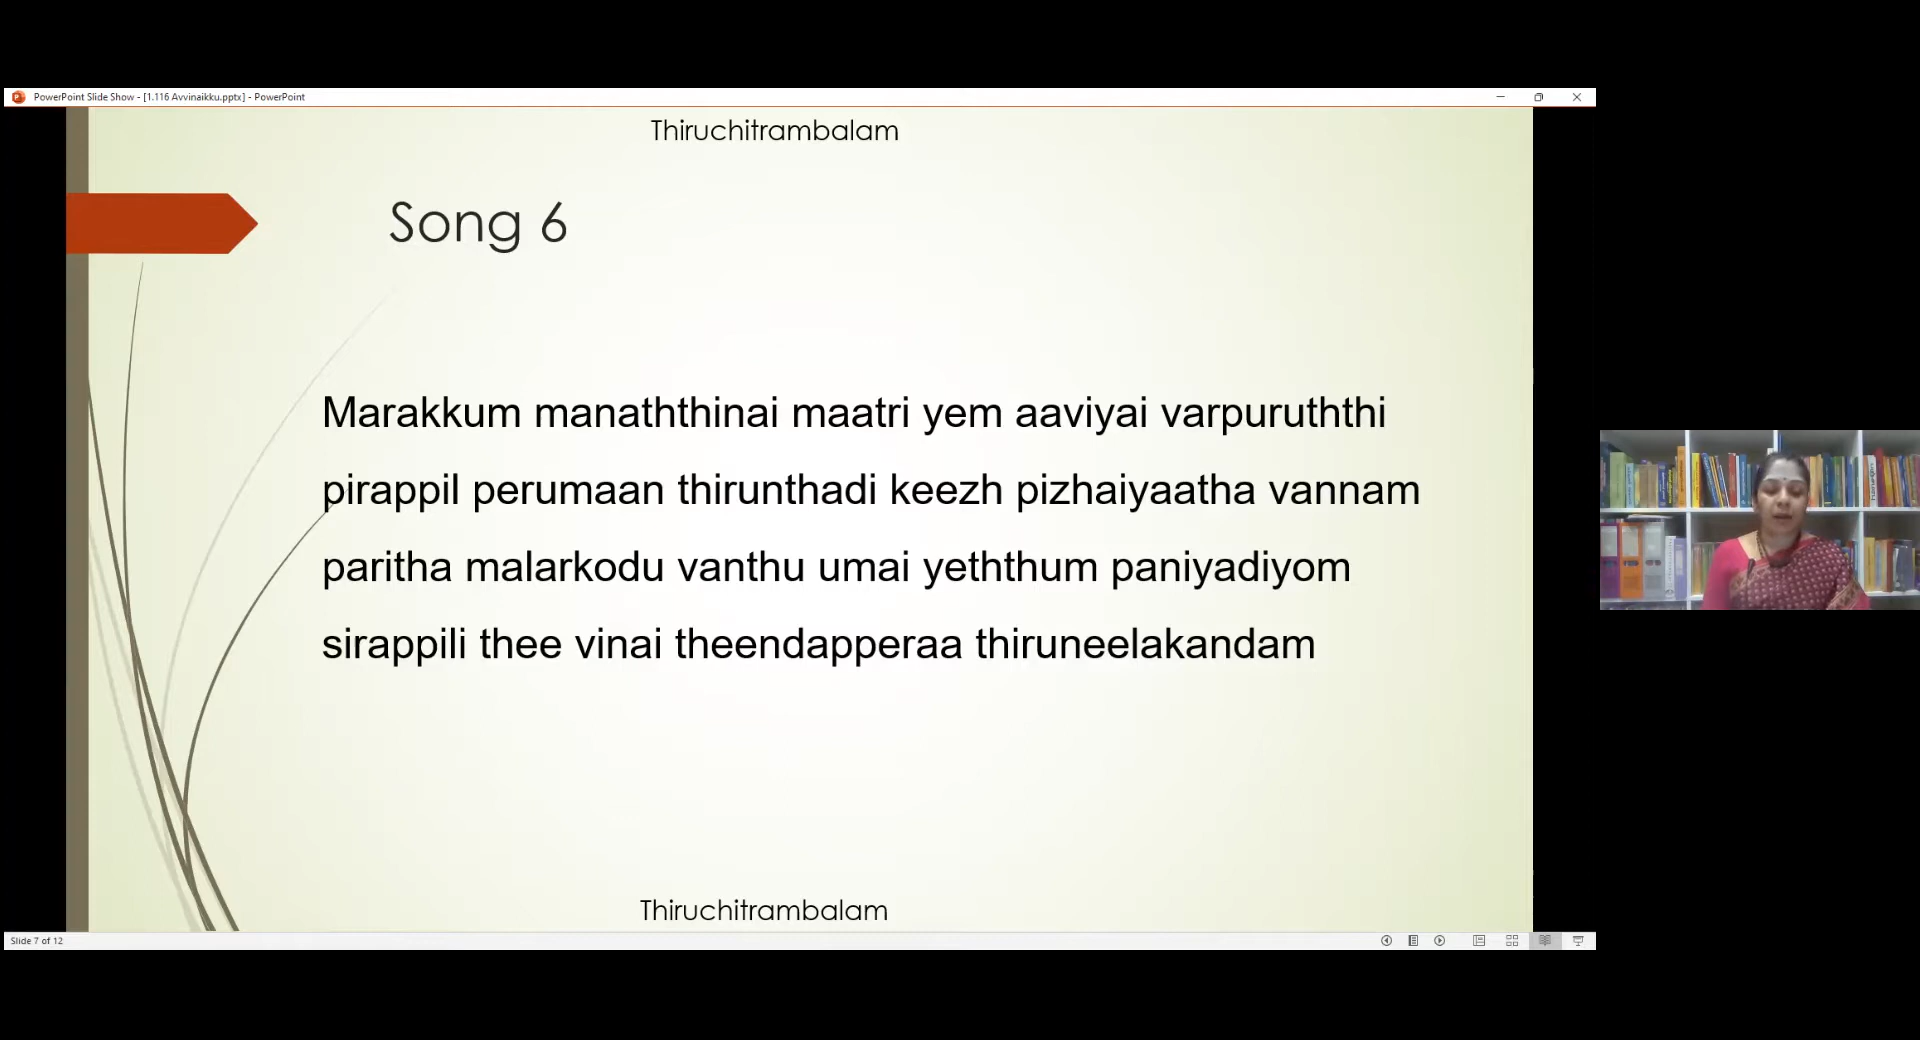 PowerPoint Slide Show - [1.116 Avvinaikku.pptx] - PowerPoint
Thiruchitrambalam
Song 6
Marakkum manaththinai maatri yem aaviyai varpuruththi
pirappil perumaan thirunthadi keezh pizhaiyaatha vannam
paritha malarkodu vanthu umai yeththum paniyadiyom
sirappili thee vinai theendapperaa thiruneelakandam
Thiruchitrambalam
Slide 7 of 12